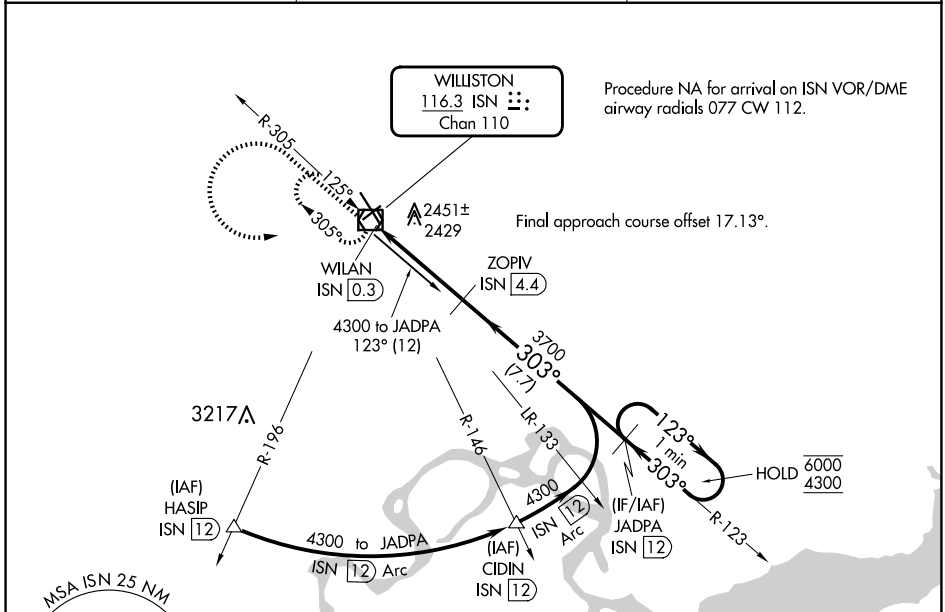 WILLISTON
116.3 ISN
Chan 110
Procedure NA for arrival on ISN VOR/DME
airway radials 077 CW 112.
R-305
125°
305°
2451±
2429
Final approach course offset 17.13°.
WILAN
ISN 0.3
ZOPIV
ISN 4.4
4300 to JADPA
123° (12)
3700
303°
(7.7)
3217
R-196
R-146
LR-133
123°
1 min
303°
HOLD 6000
4300
(IAF)
HASIP
ISN 12
4300 to JADPA
ISN 12 Arc
4300
ISN 12
Arc
(IAF)
CIDIN
ISN 12
(IF/IAF)
JADPA
ISN 12
R-123
MSA ISN 25 NM